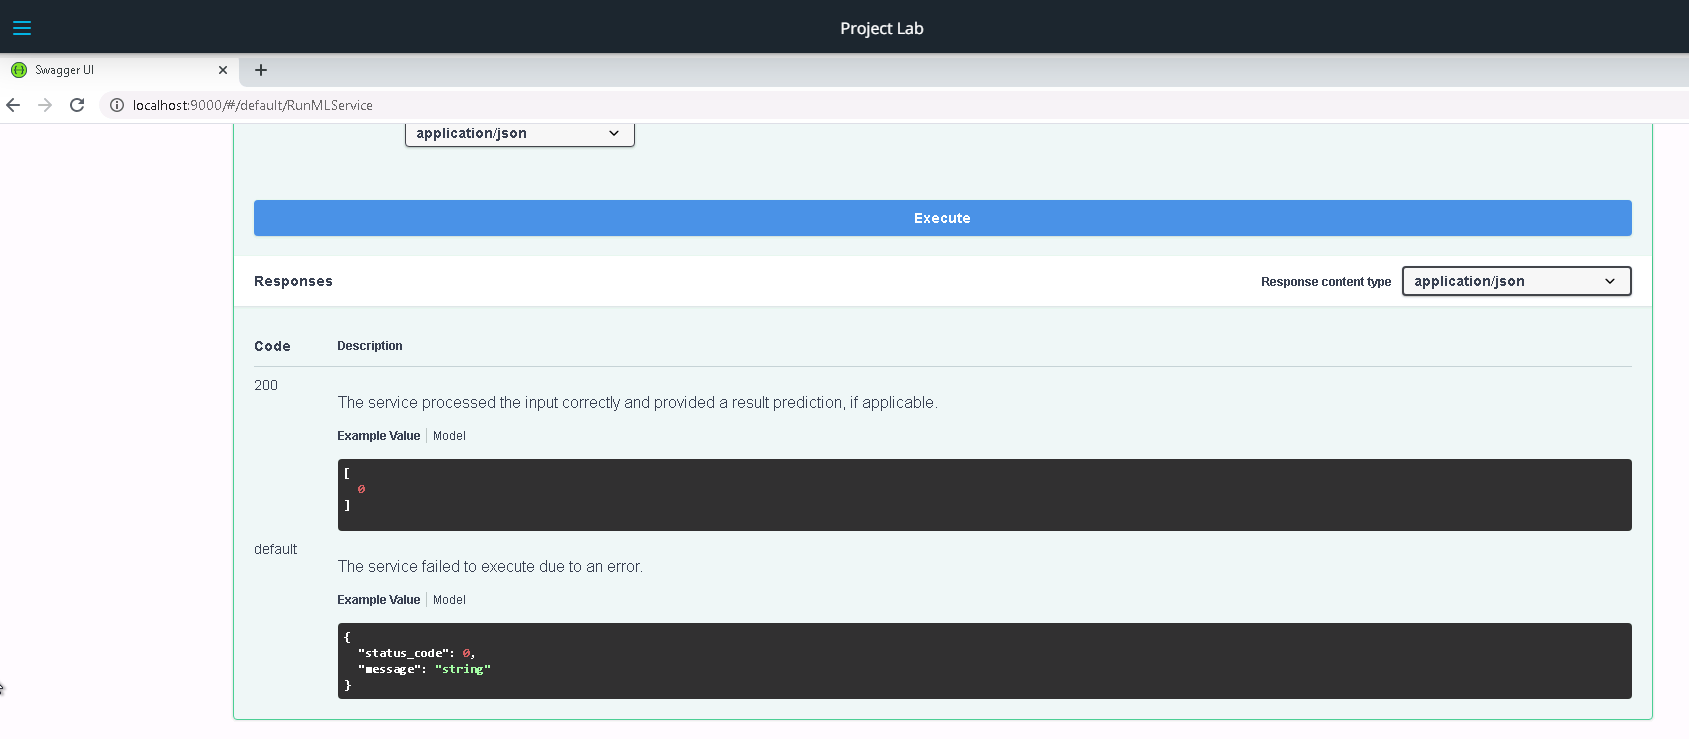 Project Lab
Swagger UI
localhost:9000/#/default/RunMLService
application/json
Execute
Responses
Response content type
application/json
Code
Description
200
The service processed the input correctly and provided a result prediction, if applicable.
Example Value
Model
[
0
]
default
The service failed to execute due to an error.
Example Value
Model
{
"status_code": 0,
"message": "string"
}